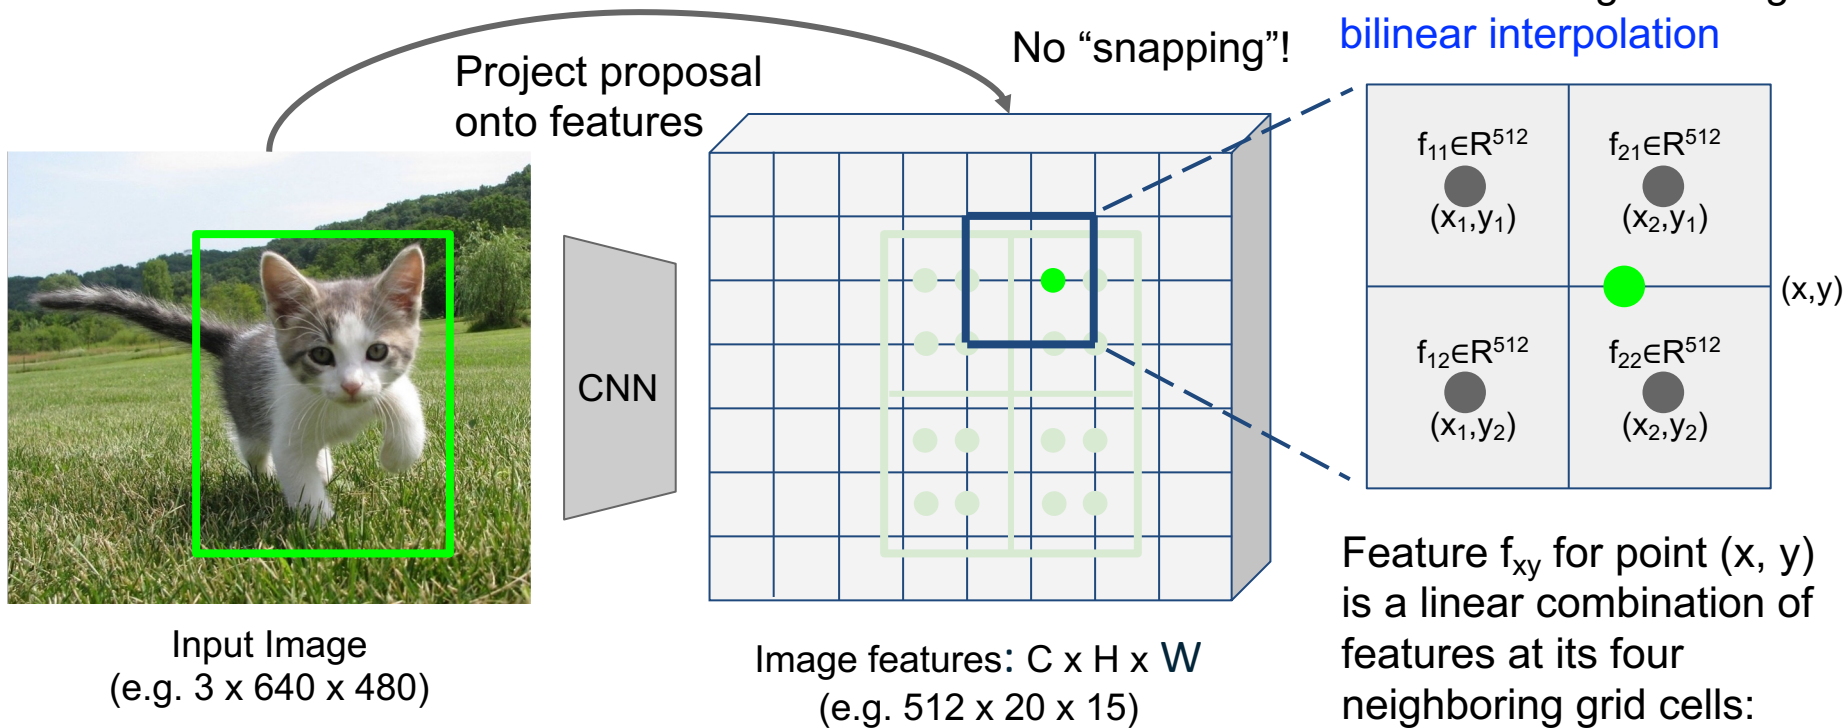 No “snapping”!
bilinear interpolation
Project proposal
onto features
CNN
f₁₁∈R⁵¹²
(x₁,y₁)
f₂₁∈R⁵¹²
(x₂,y₁)
(x,y)
f₁₂∈R⁵¹²
(x₁,y₂)
f₂₂∈R⁵¹²
(x₂,y₂)
Input Image
(e.g. 3 x 640 x 480)
Image features: C x H x W
(e.g. 512 x 20 x 15)
Feature fₓᵧ for point (x, y)
is a linear combination of
features at its four
neighboring grid cells: